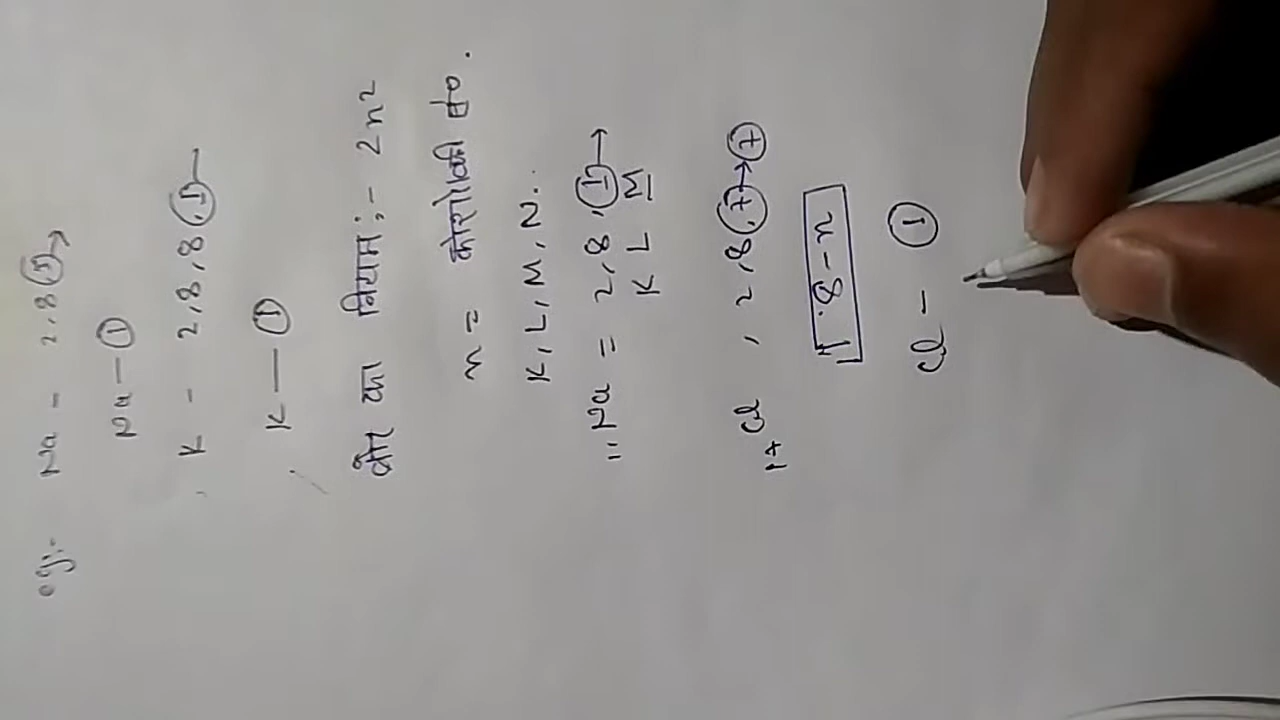 eg:- Na - 2,8(1)→
Na - ①
K - 2,8,8,①-
K — ①
बोर का नियम :- 2n²
n = कोशो की सं०.
K, L, M, N..
₁₁Na = 2,8,①→
K L M
₁₇Cl , 2,8,⑦→⑦
8-n
Cl - ①